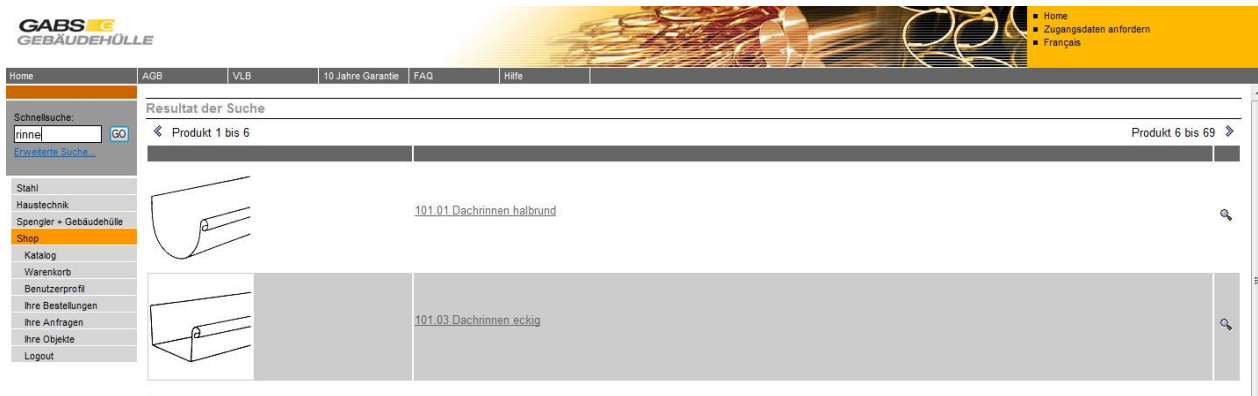 GABS
GEBÄUDEHÜLLE
Home
Zugangsdaten anfordern
Français
Home AGB VLB 10 Jahre Garantie FAQ Hilfe
Schnellsuche:
rinne GO
Erweiterte Suche...
Stahl
Haustechnik
Spengler + Gebäudehülle
Shop
Katalog
Warenkorb
Benutzerprofil
Ihre Bestellungen
Ihre Anfragen
Ihre Objekte
Logout
Resultat der Suche
Produkt 1 bis 6 Produkt 6 bis 69
101.01 Dachrinnen halbrund
101.03 Dachrinnen eckig